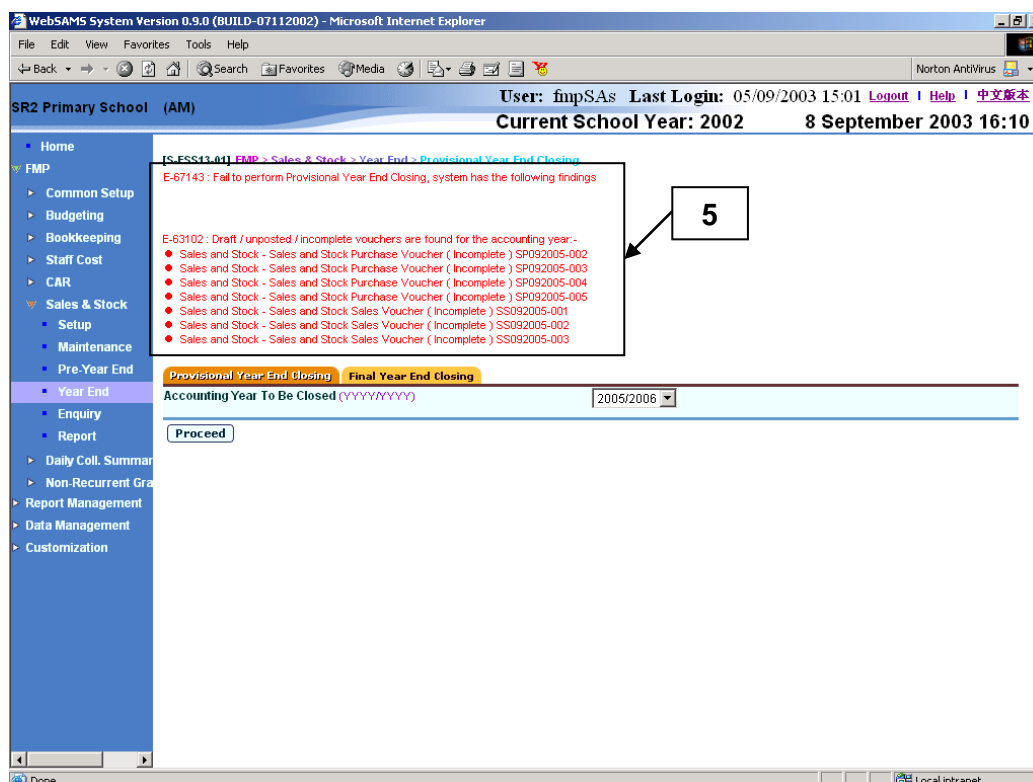 WebSAMS System Version 0.9.0 (BUILD-07112002) - Microsoft Internet Explorer
File Edit View Favorites Tools Help
Back Search Favorites Media Norton AntiVirus
SR2 Primary School (AM)
User: fmpSAs Last Login: 05/09/2003 15:01 Logout | Help | 中文版本
Current School Year: 2002 8 September 2003 16:10
Home
FMP
Common Setup
Budgeting
Bookkeeping
Staff Cost
CAR
Sales & Stock
Setup
Maintenance
Pre-Year End
Year End
Enquiry
Report
Daily Coll. Summar
Non-Recurrent Gra
Report Management
Data Management
Customization
[S-FSS13-01] FMP > Sales & Stock > Year End > Provisional Year End Closing
E-67143 : Fail to perform Provisional Year End Closing, system has the following findings
E-63102 : Draft / unposted / incomplete vouchers are found for the accounting year:-
Sales and Stock - Sales and Stock Purchase Voucher ( Incomplete ) SP092005-002
Sales and Stock - Sales and Stock Purchase Voucher ( Incomplete ) SP092005-003
Sales and Stock - Sales and Stock Purchase Voucher ( Incomplete ) SP092005-004
Sales and Stock - Sales and Stock Purchase Voucher ( Incomplete ) SP092005-005
Sales and Stock - Sales and Stock Sales Voucher ( Incomplete ) SS092005-001
Sales and Stock - Sales and Stock Sales Voucher ( Incomplete ) SS092005-002
Sales and Stock - Sales and Stock Sales Voucher ( Incomplete ) SS092005-003
5
Provisional Year End Closing Final Year End Closing
Accounting Year To Be Closed (YYYY/YYYY) 2005/2006
Proceed
Done Local intranet